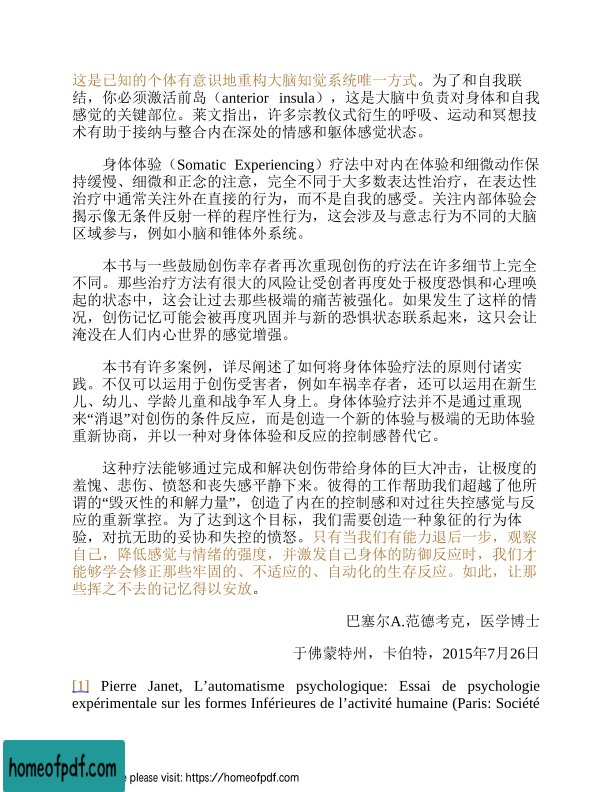 这是已知的个体有意识地重构大脑知觉系统唯一方式。为了和自我联
结，你必须激活前岛（anterior insula），这是大脑中负责对身体和自我
感觉的关键部位。莱文指出，许多宗教仪式衍生的呼吸、运动和冥想技
术有助于接纳与整合内在深处的情感和躯体感觉状态。
身体体验（Somatic Experiencing）疗法中对内在体验和细微动作保
持缓慢、细微和正念的注意，完全不同于大多数表达性治疗，在表达性
治疗中通常关注外在直接的行为，而不是自我的感受。关注内部体验会
揭示像无条件反射一样的程序性行为，这会涉及与意志行为不同的大脑
区域参与，例如小脑和锥体外系统。
本书与一些鼓励创伤幸存者再次重现创伤的疗法在许多细节上完全
不同。那些治疗方法有很大的风险让受创者再度处于极度恐惧和心理唤
起的状态中，这会让过去那些极端的痛苦被强化。如果发生了这样的情
况，创伤记忆可能会被再度巩固并与新的恐惧状态联系起来，这只会让
淹没在人们内心世界的感觉增强。
本书有许多案例，详尽阐述了如何将身体体验疗法的原则付诸实
践。不仅可以运用于创伤受害者，例如车祸幸存者，还可以运用在新生
儿、幼儿、学龄儿童和战争军人身上。身体体验疗法并不是通过重现
来“消退”对创伤的条件反应，而是创造一个新的体验与极端的无助体验
重新协商，并以一种对身体体验和反应的控制感替代它。
这种疗法能够通过完成和解决创伤带给身体的巨大冲击，让极度的
羞愧、悲伤、愤怒和丧失感平静下来。彼得的工作帮助我们超越了他所
谓的“毁灭性的和解力量”，创造了内在的控制感和对过往失控感觉与反
应的重新掌控。为了达到这个目标，我们需要创造一种象征的行为体
验，对抗无助的妥协和失控的愤怒。只有当我们有能力退后一步，观察
自己，降低感觉与情绪的强度，并激发自己身体的防御反应时，我们才
能够学会修正那些牢固的、不适应的、自动化的生存反应。如此，让那
些挥之不去的记忆得以安放。
巴塞尔A.范德考克，医学博士
于佛蒙特州，卡伯特，2015年7月26日
[1] Pierre Janet, L’automatisme psychologique: Essai de psychologie
expérimentale sur les formes Inférieures de l’activité humaine (Paris: Société
homeofpdf.com
please visit: https://homeofpdf.com